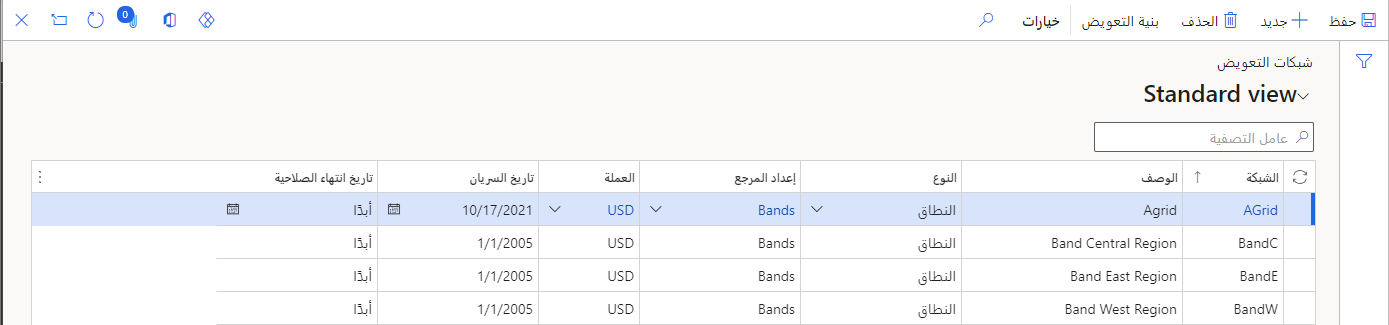 حفظ جديد الحذف بنية التعويض خيارات 0
شبكات التعويض
Standard view
عامل التصفية
الشبكة الوصف النوع إعداد المرجع العملة تاريخ السريان تاريخ انتهاء الصلاحية
AGrid Agrid النطاق Bands USD 10/17/2021 أبدًا
BandC Band Central Region النطاق Bands USD 1/1/2005 أبدًا
BandE Band East Region النطاق Bands USD 1/1/2005 أبدًا
BandW Band West Region النطاق Bands USD 1/1/2005 أبدًا